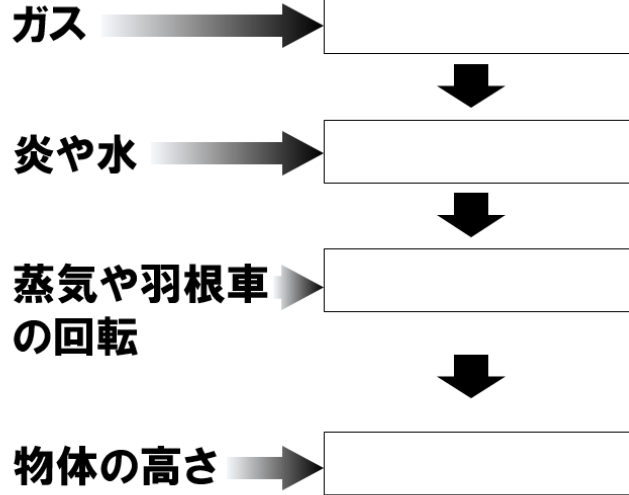 ガス
炎や水
蒸気や羽根車
の回転
物体の高さ